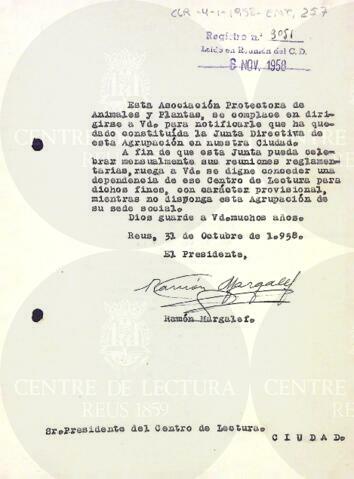 CLR-4-1-1958-ENT, 257
Registro n.º 3081
Leído en Reunión del C.D.
6 NOV. 1958
Esta Asociación Protectora de
Animales y Plantas, se complace en diri-
girse a Vd. para notificarle que ha que-
dado constituída la Junta Directiva de
esta Agrupación en nuestra Ciudad.
A fin de que esta Junta pueda cele-
brar mensualmente sus reuniones reglamen-
tarias, ruega a Vd. se digne conceder una
dependencia de ese Centro de Lectura para
dichos fines, con carácter provisional,
mientras no disponga esta Agrupación de
su sede social.
Dios guarde a Vd. muchos años.
Reus, 31 de Octubre de 1.958.
El Presidente,
Ramón Margalef
Ramón Margalef.
CENTRE DE LECTURA
REUS 1859
CENTRE DE LECTURA
REUS 1859
Sr. Presidente del Centro de Lectura.
CIUDAD.